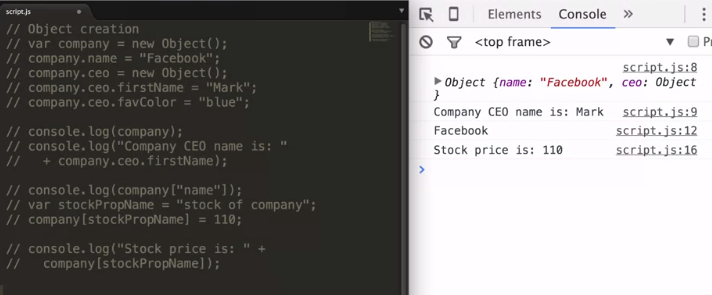 script.js
// Object creation
// var company = new Object();
// company.name = "Facebook";
// company.ceo = new Object();
// company.ceo.firstName = "Mark";
// company.ceo.favColor = "blue";
// console.log(company);
// console.log("Company CEO name is: "
//   + company.ceo.firstName);
// console.log(company["name"]);
// var stockPropName = "stock of company";
// company[stockPropName] = 110;
// console.log("Stock price is: " +
//   company[stockPropName]);
Elements Console »
<top frame>
script.js:8
Object {name: "Facebook", ceo: Object
}
Company CEO name is: Mark script.js:9
Facebook script.js:12
Stock price is: 110 script.js:16
>